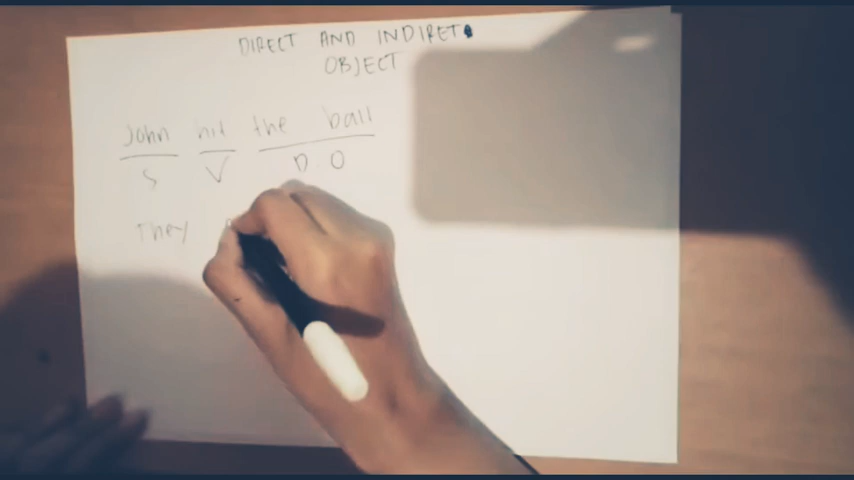 DIRECT AND INDIRET
OBJECT
John hit the ball
S V D.O
They